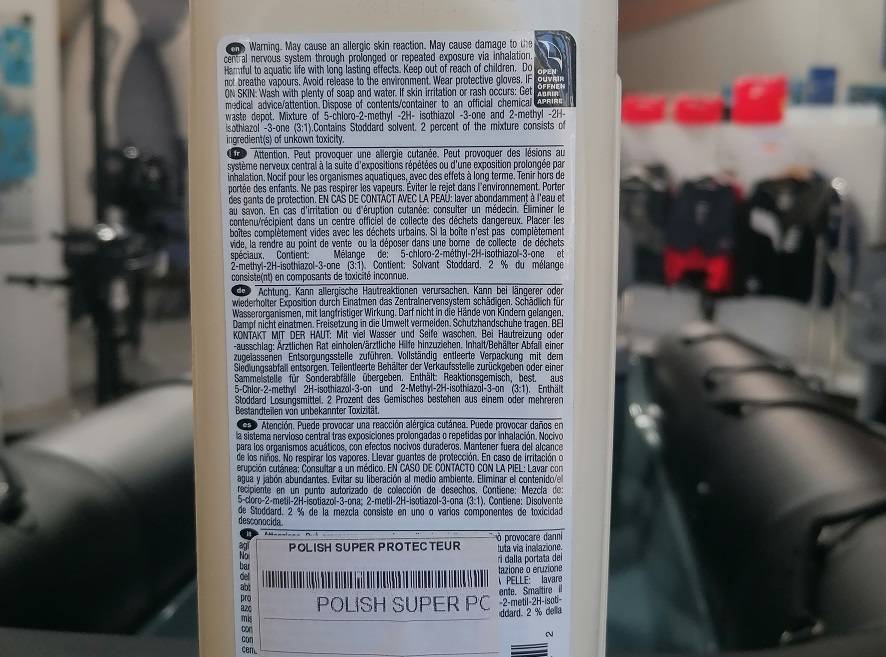 en Warning. May cause an allergic skin reaction. May cause damage to the
central nervous system through prolonged or repeated exposure via inhalation.
Harmful to aquatic life with long lasting effects. Keep out of reach of children. Do
not breathe vapours. Avoid release to the environment. Wear protective gloves. IF
ON SKIN: Wash with plenty of soap and water. If skin irritation or rash occurs: Get
medical advice/attention. Dispose of contents/container to an official chemical
waste depot. Mixture of 5-chloro-2-methyl -2H- isothiazol -3-one and 2-methyl -2H-
isothiazol -3-one (3:1).Contains Stoddard solvent. 2 percent of the mixture consists of
ingredient(s) of unkown toxicity.
OPEN
OUVRIR
ÖFFNEN
ABRIR
APRIRE
fr Attention. Peut provoquer une allergie cutanée. Peut provoquer des lésions au
système nerveux central à la suite d'expositions répétées ou d'une exposition prolongée par
inhalation. Nocif pour les organismes aquatiques, avec des effets à long terme. Tenir hors de
portée des enfants. Ne pas respirer les vapeurs. Éviter le rejet dans l'environnement. Porter
des gants de protection. EN CAS DE CONTACT AVEC LA PEAU: laver abondamment à l'eau et
au savon. En cas d'irritation ou d'éruption cutanée: consulter un médecin. Éliminer le
contenu/récipient dans un centre officiel de collecte des déchets dangereux. Placer les
boîtes complètement vides avec les déchets urbains. Si la boîte n'est pas complètement
vide, la rendre au point de vente ou la déposer dans une borne de collecte de déchets
spéciaux. Contient: Mélange de: 5-chloro-2-méthyl-2H-isothiazol-3-one et
2-methyl-2H-isothiazol-3-one (3:1). Contient: Solvant Stoddard. 2 % du mélange
consiste(nt) en composants de toxicité inconnue.
de Achtung. Kann allergische Hautreaktionen verursachen. Kann bei längerer oder
wiederholter Exposition durch Einatmen das Zentralnervensystem schädigen. Schädlich für
Wasserorganismen, mit langfristiger Wirkung. Darf nicht in die Hände von Kindern gelangen.
Dampf nicht einatmen. Freisetzung in die Umwelt vermeiden. Schutzhandschuhe tragen. BEI
KONTAKT MIT DER HAUT: Mit viel Wasser und Seife waschen. Bei Hautreizung oder
-ausschlag: Ärztlichen Rat einholen/ärztliche Hilfe hinzuziehen. Inhalt/Behälter Abfall einer
zugelassenen Entsorgungsstelle zuführen. Vollständig entleerte Verpackung mit dem
Siedlungsabfall entsorgen. Teilentleerte Behälter der Verkaufsstelle zurückgeben oder einer
Sammelstelle für Sonderabfälle übergeben. Enthält: Reaktionsgemisch, best. aus
5-Chlor-2-methyl 2H-isothiazol-3-on und 2-Methyl-2H-isothiazol-3-on (3:1). Enthält
Stoddard Losungsmittel. 2 Prozent des Gemisches bestehen aus einem oder mehreren
Bestandteilen von unbekannter Toxizität.
es Atención. Puede provocar una reacción alérgica cutánea. Puede provocar daños en
la sistema nervioso central tras exposiciones prolongadas o repetidas por inhalación. Nocivo
para los organismos acuáticos, con efectos nocivos duraderos. Mantener fuera del alcance
de los niños. No respirar los vapores. Llevar guantes de protección. En caso de irritación o
erupción cutánea: Consultar a un médico. EN CASO DE CONTACTO CON LA PIEL: Lavar con
agua y jabón abundantes. Evitar su liberación al medio ambiente. Eliminar el contenido/el
recipiente en un punto autorizado de colección de desechos. Contiene: Mezcla de:
5-cloro-2-metil-2H-isotiazol-3-ona; 2-metil-2H-isotiazol-3-ona (3:1). Contiene: Disolvente
de Stoddard. 2 % de la mezcla consiste en uno o varios componentes de toxicidad
desconocida.
it
ò provocare danni
tuta via inalazione.
ri dalla portata dei
tazione o eruzione
PELLE: lavare
ente. Smaltire il
-2-metil-2H-isoti-
ddard. 2 % della
POLISH SUPER PROTECTEUR
POLISH SUPER PC
2